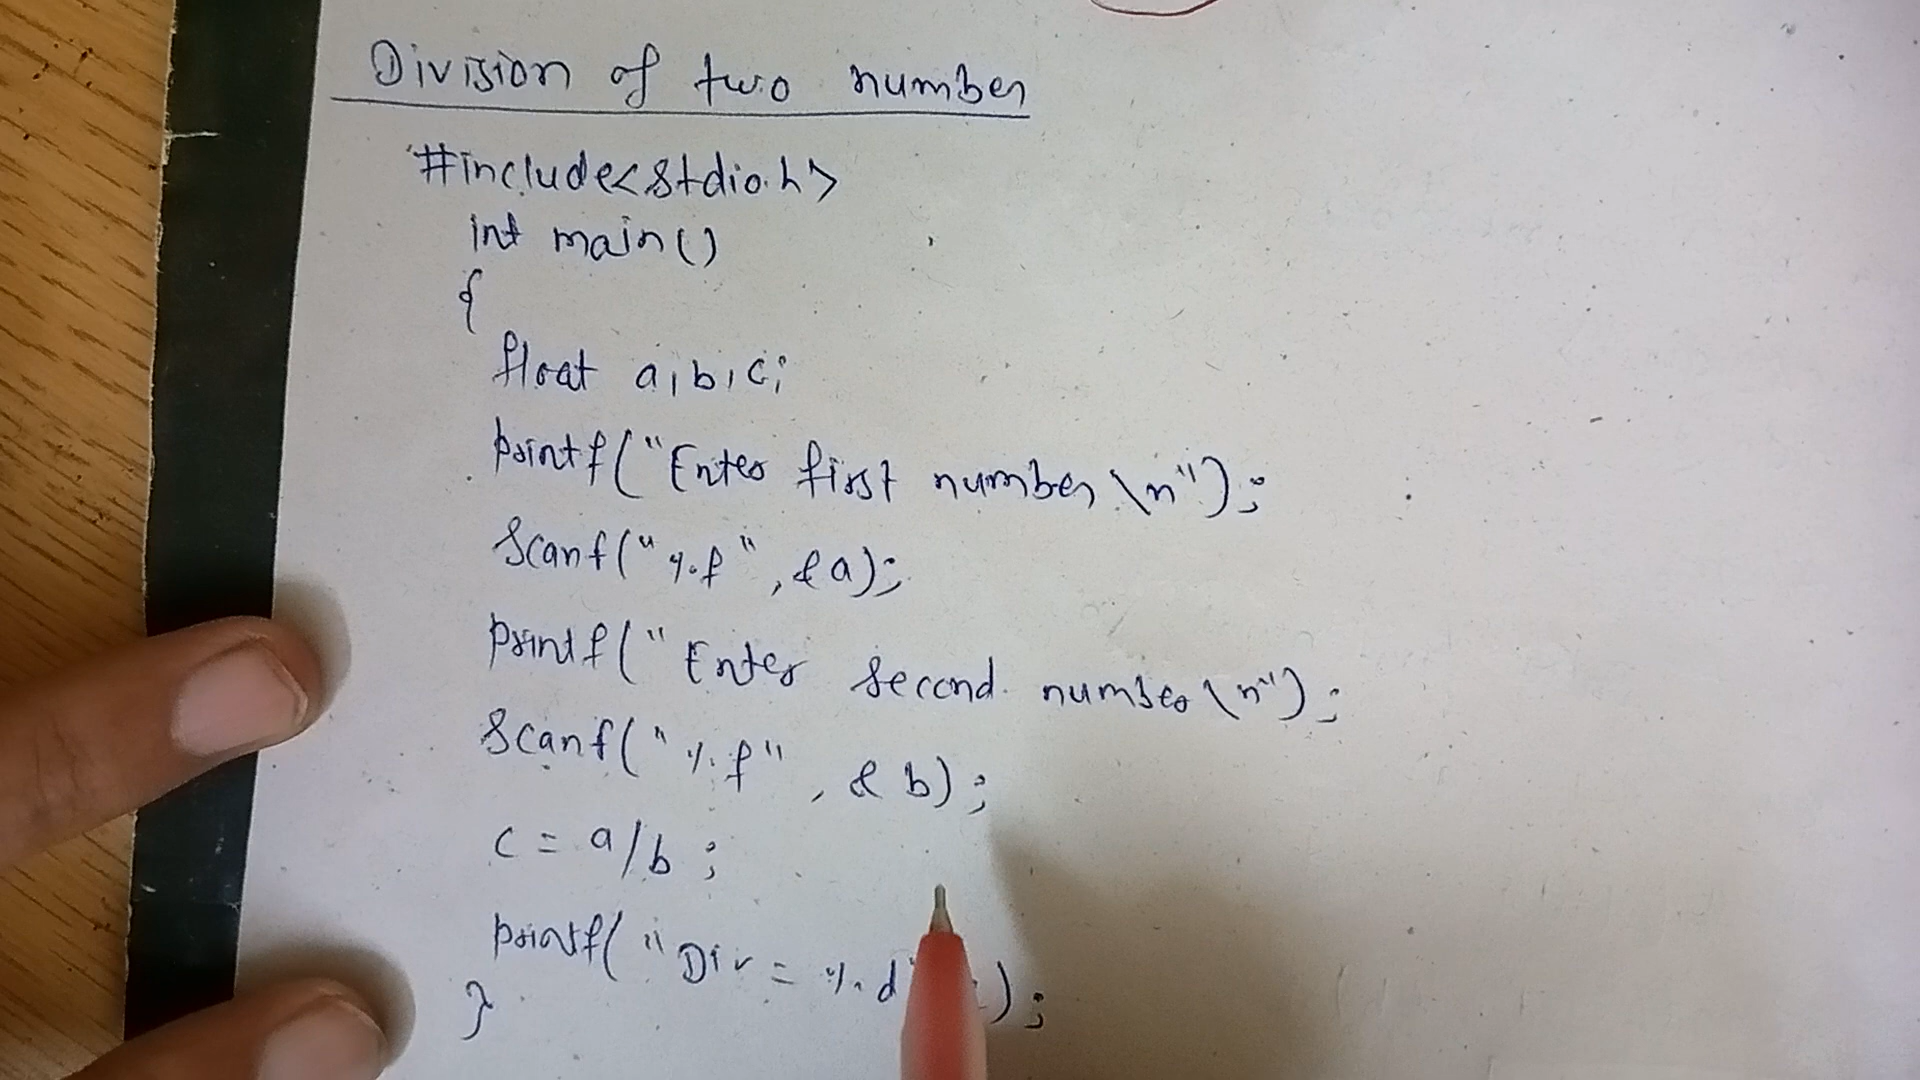 Division of two number
#include<stdio.h>
int main()
{
float a,b,c;
printf("Enter first number\n");
scanf("%f",&a);
printf("Enter second number\n");
scanf("%f",&b);
c=a/b;
printf("Div=%d" );
}